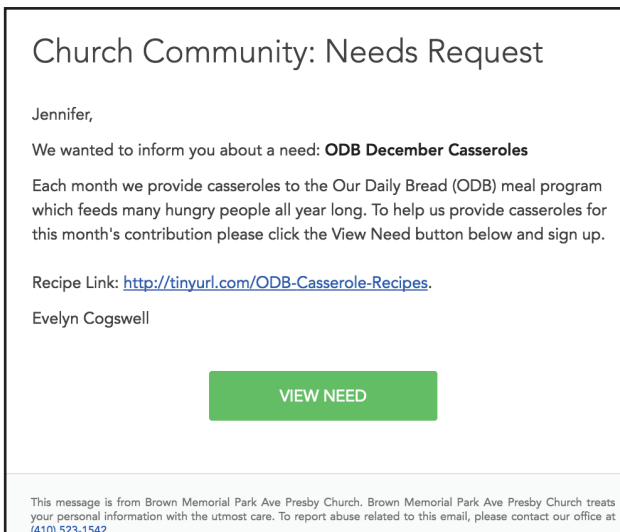 Church Community: Needs Request
Jennifer,
We wanted to inform you about a need: ODB December Casseroles
Each month we provide casseroles to the Our Daily Bread (ODB) meal program
which feeds many hungry people all year long. To help us provide casseroles for
this month's contribution please click the View Need button below and sign up.
Recipe Link: http://tinyurl.com/ODB-Casserole-Recipes.
Evelyn Cogswell
VIEW NEED
This message is from Brown Memorial Park Ave Presby Church. Brown Memorial Park Ave Presby Church treats
your personal information with the utmost care. To report abuse related to this email, please contact our office at
(410) 523-1542